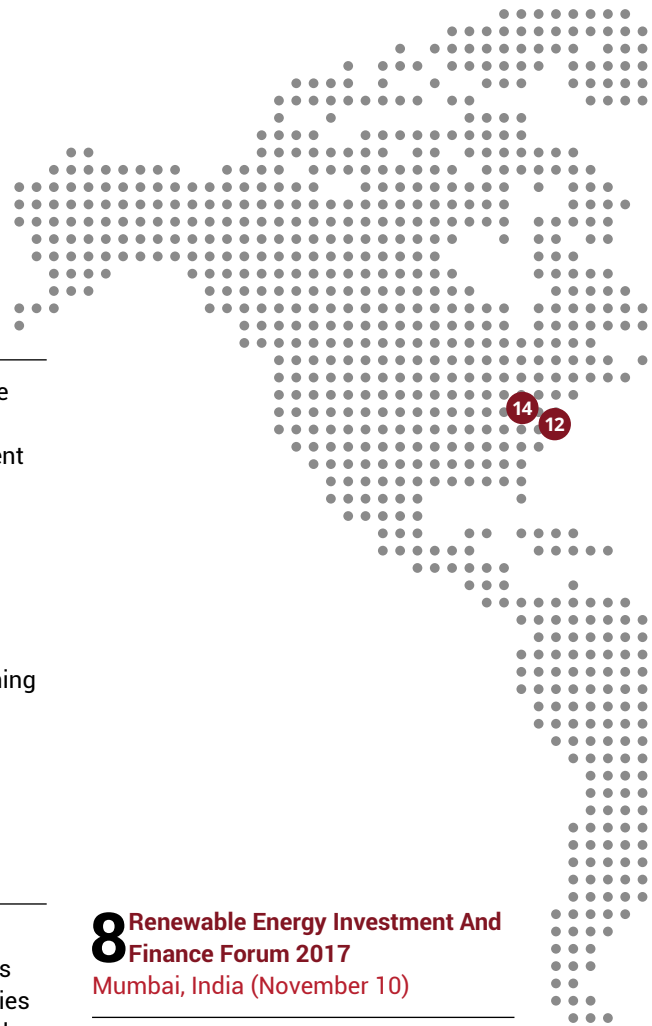 14
12
8 Renewable Energy Investment And
Finance Forum 2017
Mumbai, India (November 10)